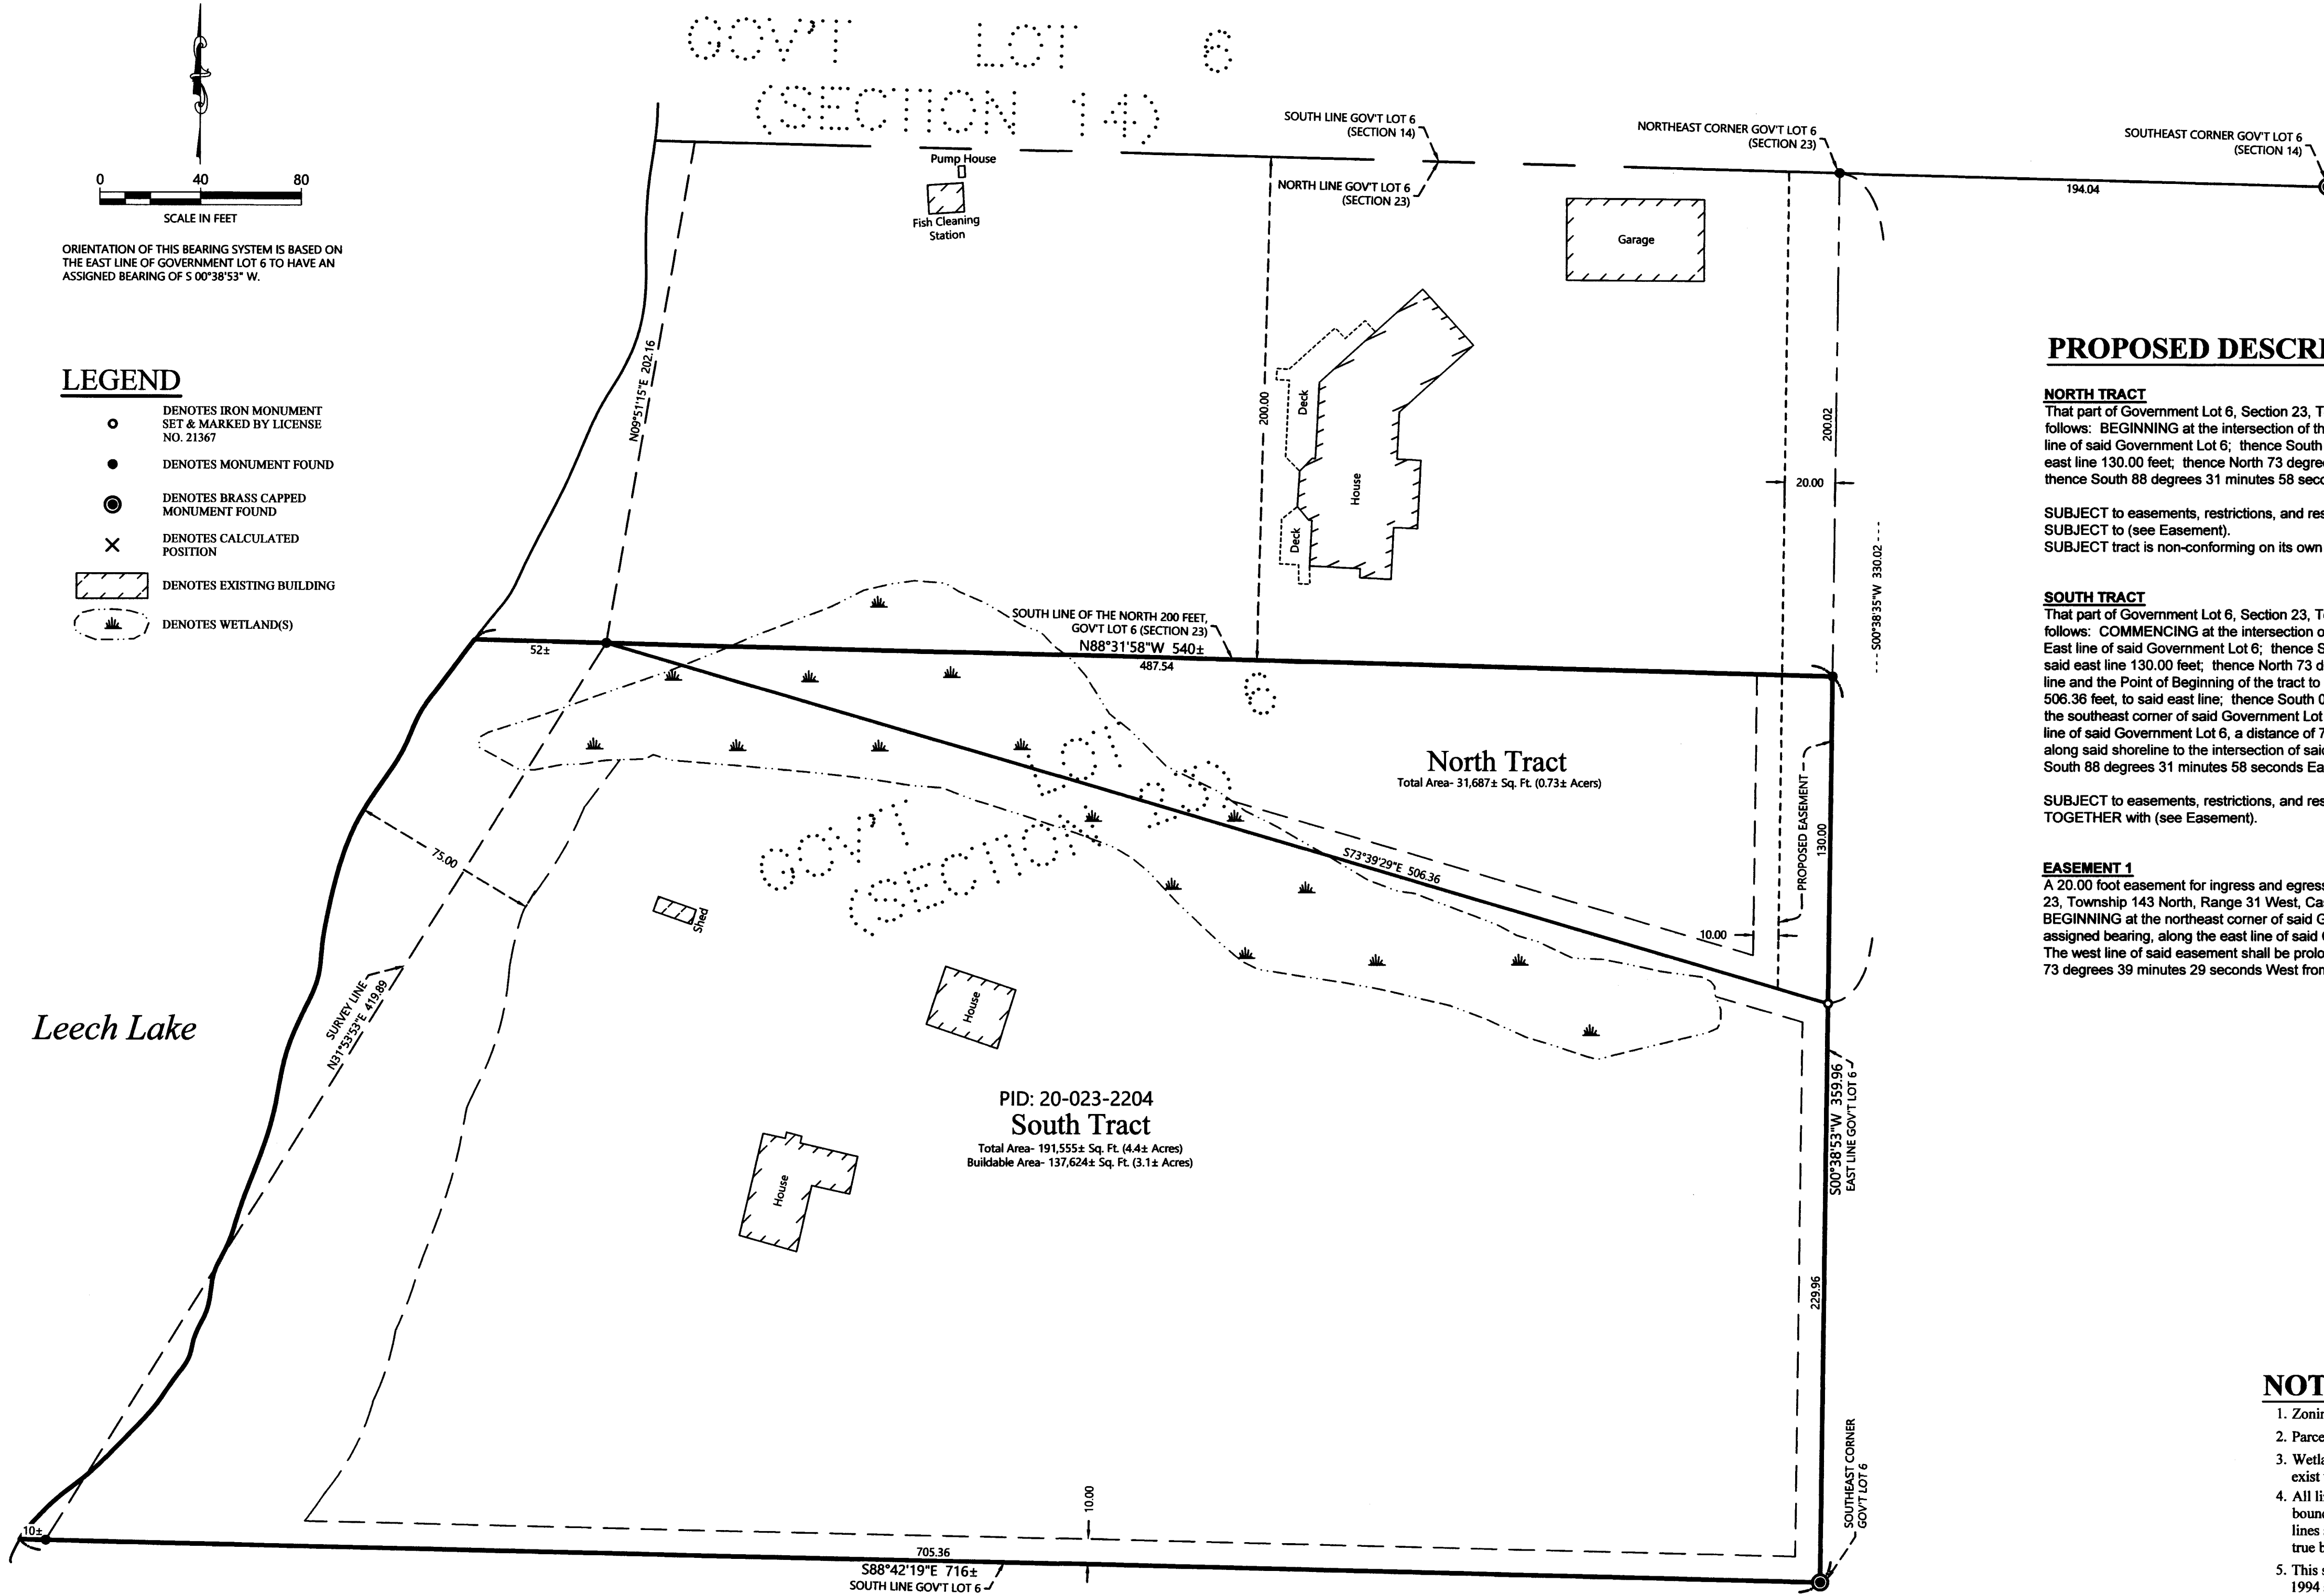 GOV'T LOT 6
(SECTION 14)
0 40 80
SCALE IN FEET
ORIENTATION OF THIS BEARING SYSTEM IS BASED ON
THE EAST LINE OF GOVERNMENT LOT 6 TO HAVE AN
ASSIGNED BEARING OF S 00°38'53" W.
LEGEND
DENOTES IRON MONUMENT
SET & MARKED BY LICENSE
NO. 21367
DENOTES MONUMENT FOUND
DENOTES BRASS CAPPED
MONUMENT FOUND
DENOTES CALCULATED
POSITION
DENOTES EXISTING BUILDING
DENOTES WETLAND(S)
SOUTH LINE GOV'T LOT 6
(SECTION 14)
NORTH LINE GOV'T LOT 6
(SECTION 23)
NORTHEAST CORNER GOV'T LOT 6
(SECTION 23)
SOUTHEAST CORNER GOV'T LOT 6
(SECTION 14)
194.04
Pump House
Fish Cleaning
Station
Garage
N09°51'15"E 202.16
200.00
Deck
House
Deck
200.02
20.00
S00°38'35"W 330.02
SOUTH LINE OF THE NORTH 200 FEET,
GOV'T LOT 6 (SECTION 23)
N88°31'58"W 540±
52±
487.54
GOV'T LOT 6
(SECTION 23)
North Tract
Total Area- 31,687± Sq. Ft. (0.73± Acers)
PROPOSED EASEMENT
130.00
S73°39'29"E 506.36
10.00
75.00
Shed
House
SURVEY LINE
N31°53'53"E 419.89
Leech Lake
PID: 20-023-2204
South Tract
Total Area- 191,555± Sq. Ft. (4.4± Acres)
Buildable Area- 137,624± Sq. Ft. (3.1± Acres)
House
S00°38'53"W 359.96
EAST LINE GOV'T LOT 6
229.96
SOUTHEAST CORNER
GOV'T LOT 6
10±
10.00
705.36
S88°42'19"E 716±
SOUTH LINE GOV'T LOT 6
PROPOSED DESCRI
NORTH TRACT
That part of Government Lot 6, Section 23, T
follows: BEGINNING at the intersection of th
line of said Government Lot 6; thence South
east line 130.00 feet; thence North 73 degree
thence South 88 degrees 31 minutes 58 seco
SUBJECT to easements, restrictions, and res
SUBJECT to (see Easement).
SUBJECT tract is non-conforming on its own
SOUTH TRACT
That part of Government Lot 6, Section 23, T
follows: COMMENCING at the intersection o
East line of said Government Lot 6; thence S
said east line 130.00 feet; thence North 73 d
line and the Point of Beginning of the tract to
506.36 feet, to said east line; thence South 0
the southeast corner of said Government Lot
line of said Government Lot 6, a distance of 7
along said shoreline to the intersection of said
South 88 degrees 31 minutes 58 seconds Ea
SUBJECT to easements, restrictions, and res
TOGETHER with (see Easement).
EASEMENT 1
A 20.00 foot easement for ingress and egress
23, Township 143 North, Range 31 West, Cas
BEGINNING at the northeast corner of said G
assigned bearing, along the east line of said
The west line of said easement shall be prolo
73 degrees 39 minutes 29 seconds West from
NOT
1. Zonin
2. Parce
3. Wetla
exist
4. All li
bound
lines
true b
5. This
1994